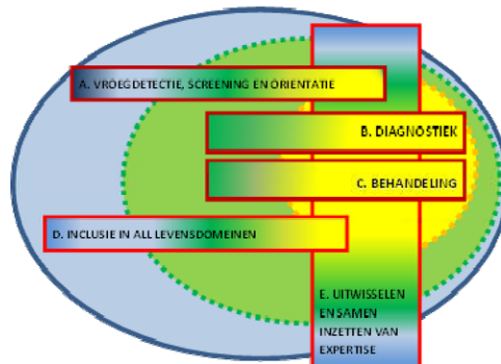 A. VROEGDETECTIE, SCREENING EN ORIENTATIE
B. DIAGNOSTIEK
C. BEHANDELING
D. INCLUSIE IN ALL LEVENSDOMEINEN
E. UITWISSELEN
EN SAMEN
INZETTEN VAN
EXPERTISE